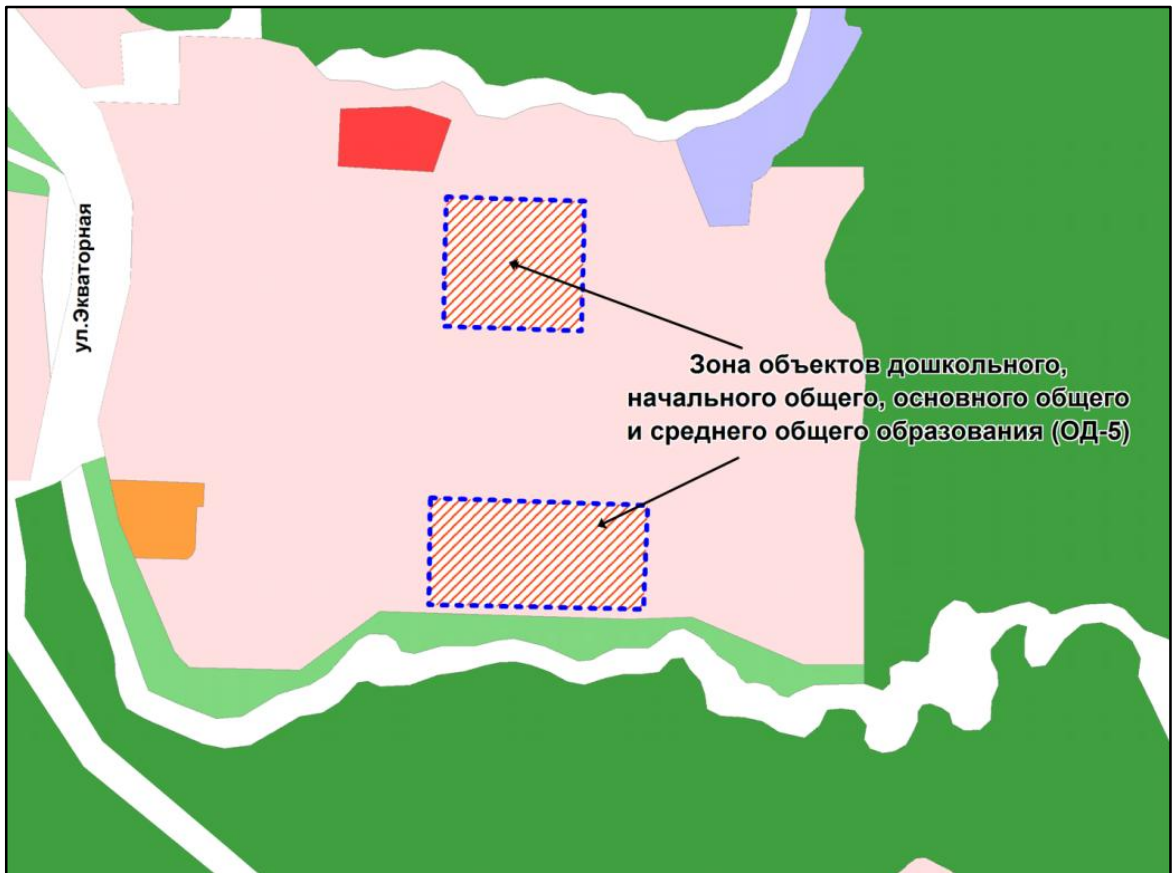 ул.Экваторная
Зона объектов дошкольного,
начального общего, основного общего
и среднего общего образования (ОД-5)